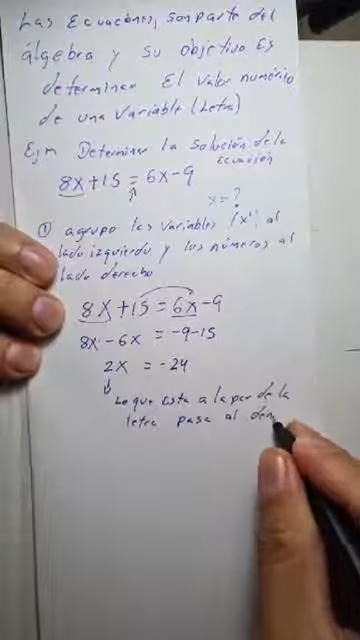 Las Ecuaciones, son parte del
álgebra y su objetivo Es
determinar El valor numérico
de una variable (Letra)
Ejm Determinar la solución de la
Ecuación
8X+15 = 6X-9
x=?
① agrupo las variables "x" al
lado izquierdo y los números al
lado derecho
8X+15 = 6X-9
8X-6X = -9-15
2X = -24
Lo que Esta a la par de la
letra pasa al den